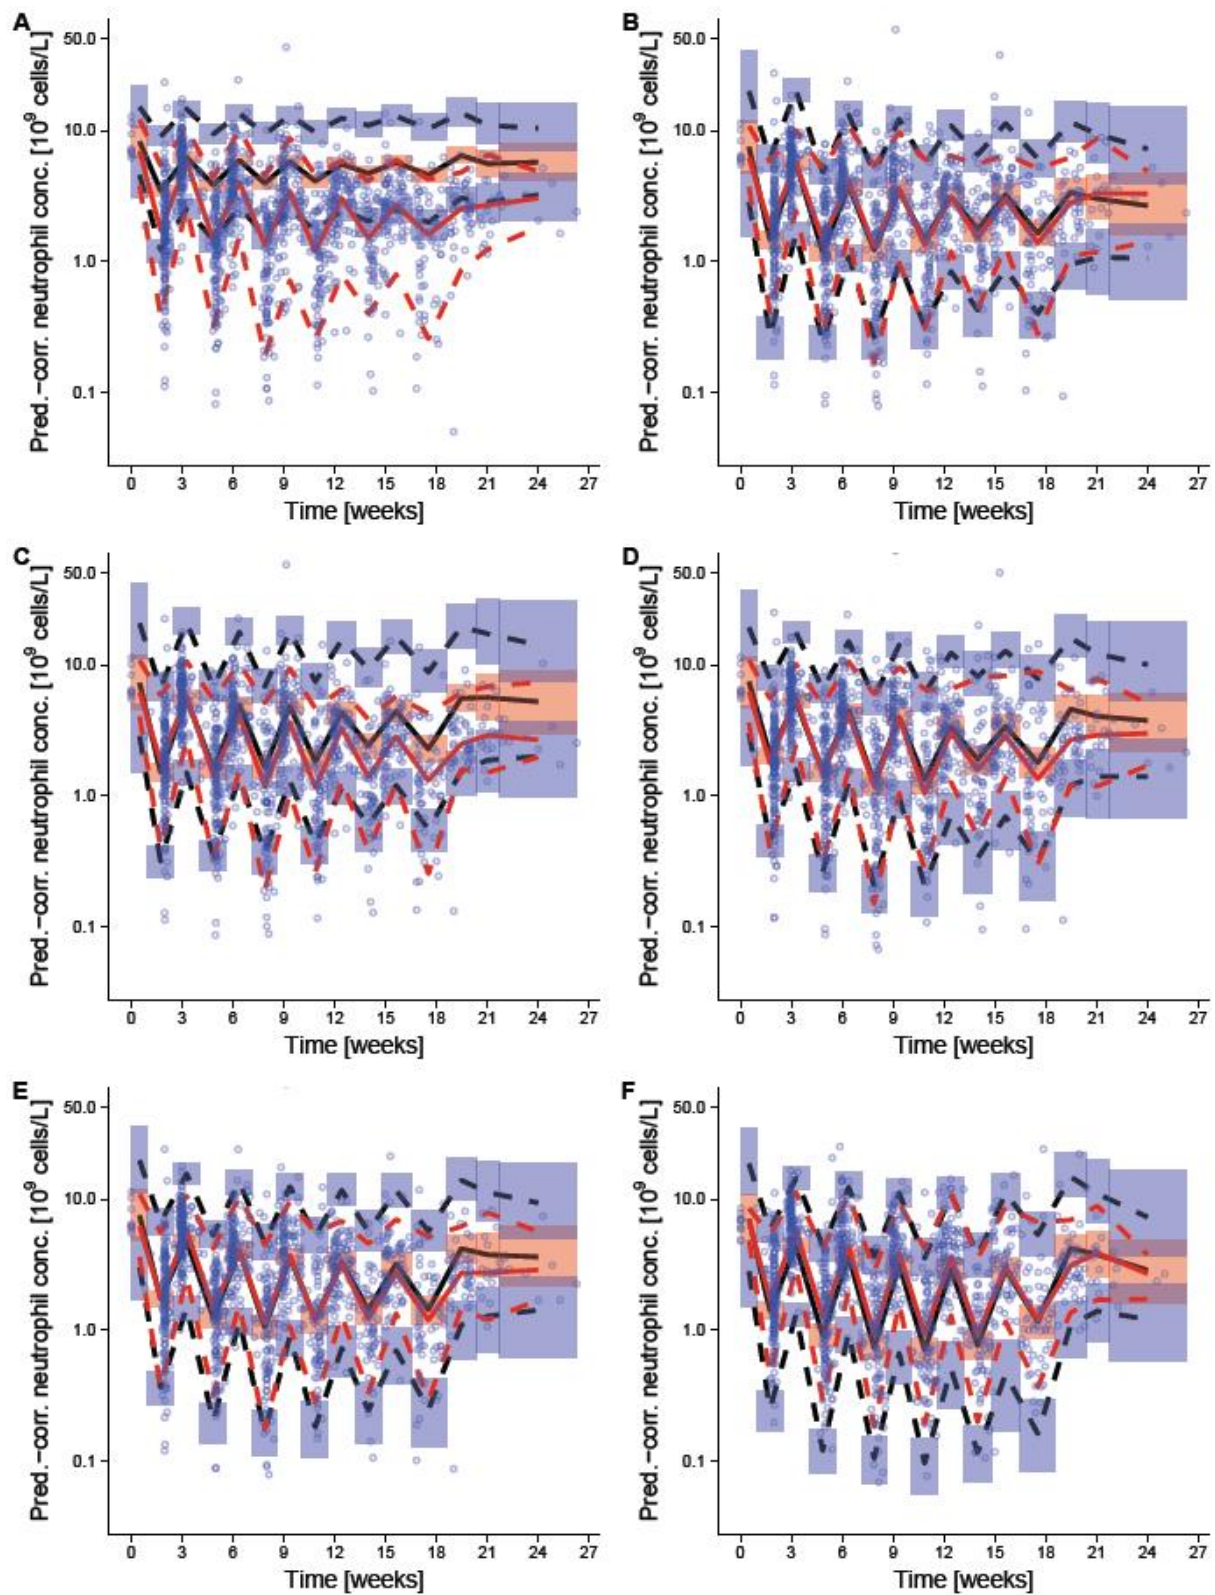 A
B
Pred.−corr. neutrophil conc. [10⁹ cells/L]
50.0
10.0
1.0
0.1
0 3 6 9 12 15 18 21 24 27
Time [weeks]
Pred.−corr. neutrophil conc. [10⁹ cells/L]
50.0
10.0
1.0
0.1
0 3 6 9 12 15 18 21 24 27
Time [weeks]
C
D
Pred.−corr. neutrophil conc. [10⁹ cells/L]
50.0
10.0
1.0
0.1
0 3 6 9 12 15 18 21 24 27
Time [weeks]
Pred.−corr. neutrophil conc. [10⁹ cells/L]
50.0
10.0
1.0
0.1
0 3 6 9 12 15 18 21 24 27
Time [weeks]
E
F
Pred.−corr. neutrophil conc. [10⁹ cells/L]
50.0
10.0
1.0
0.1
0 3 6 9 12 15 18 21 24 27
Time [weeks]
Pred.−corr. neutrophil conc. [10⁹ cells/L]
50.0
10.0
1.0
0.1
0 3 6 9 12 15 18 21 24 27
Time [weeks]